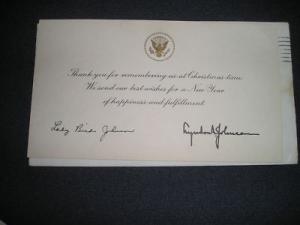 Thank you for remembering us at Christmas time.
We send our best wishes for a New Year
of happiness and fulfillment.
Lady Bird Johnson
Lyndon B. Johnson